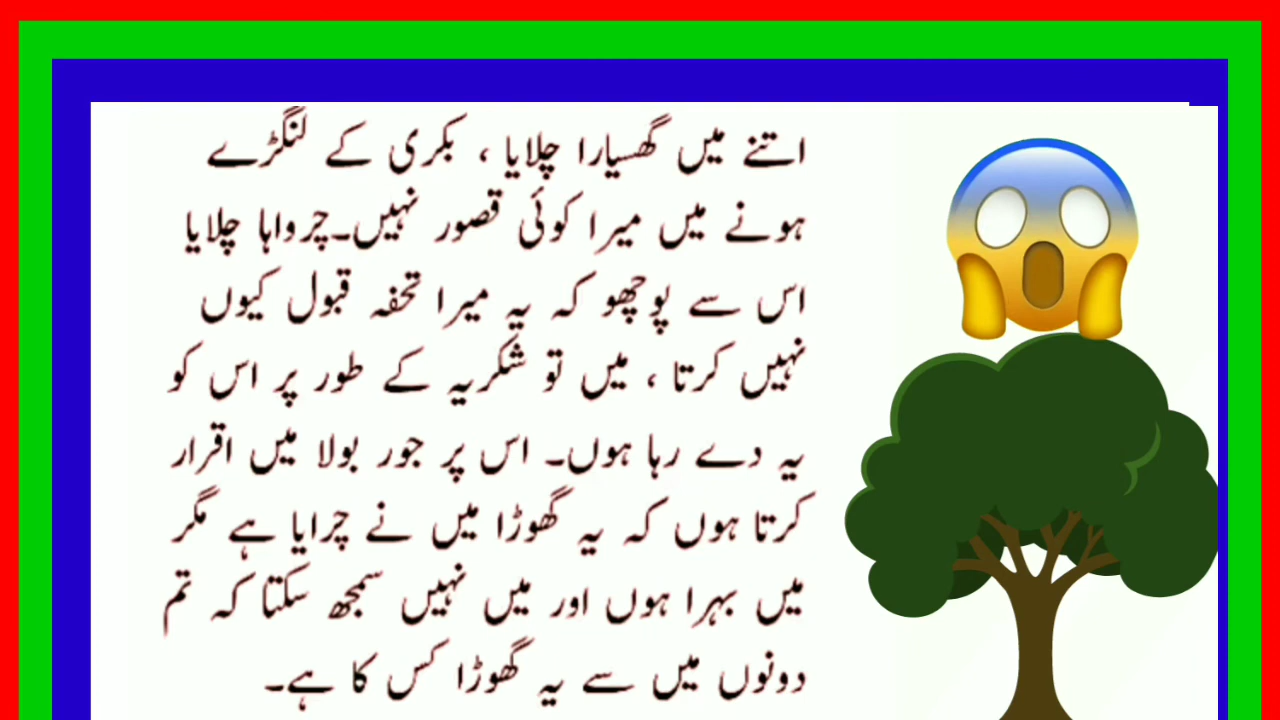 اتنے میں گھسیارا چلایا ، بکری کے لنگڑے
ہونے میں میرا کوئی قصور نہیں۔چرواہا چلایا
اس سے پوچھو کہ یہ میرا تحفہ قبول کیوں
نہیں کرتا ، میں تو شکریہ کے طور پر اس کو
یہ دے رہا ہوں۔ اس پر جور بولا میں اقرار
کرتا ہوں کہ یہ گھوڑا میں نے چرایا ہے مگر
میں بہرا ہوں اور میں نہیں سمجھ سکتا کہ تم
دونوں میں سے یہ گھوڑا کس کا ہے۔